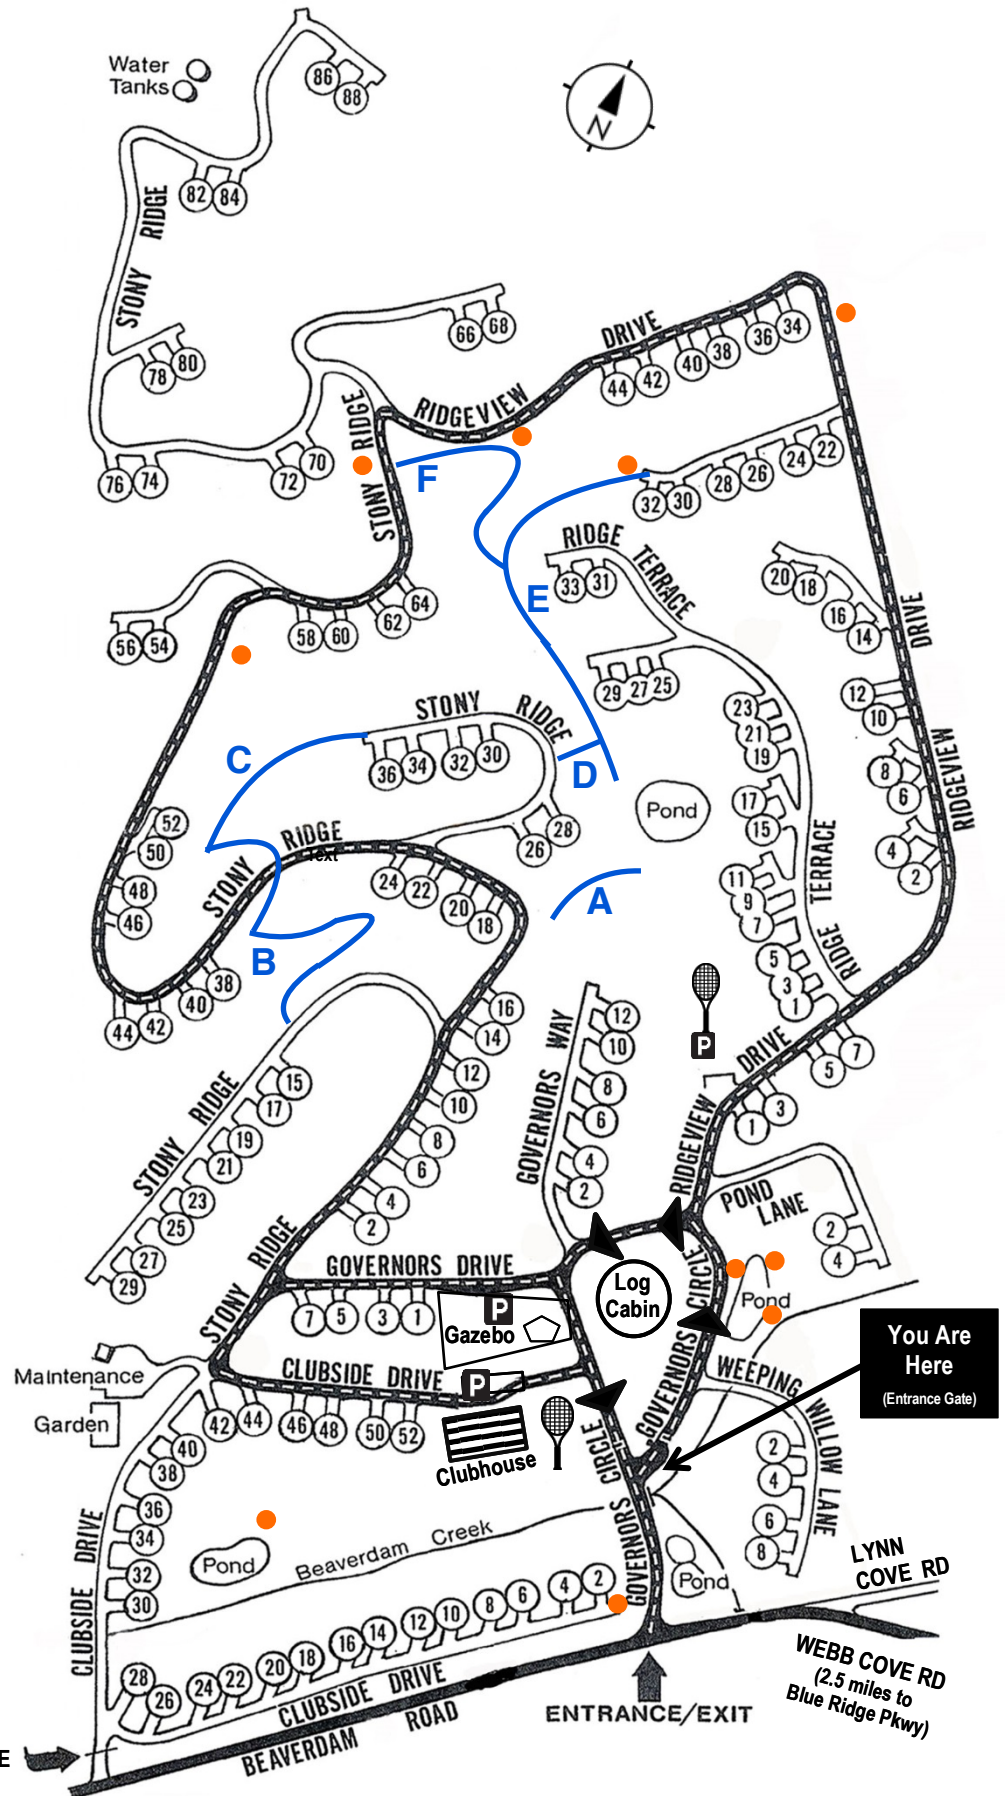 86
88
Water
Tanks
N
82
84
STONY RIDGE
66
68
DRIVE
36
34
40
38
44
42
78
80
RIDGEVIEW
STONY RIDGE
F
24
22
28
26
32
30
76
74
72
70
RIDGE TERRACE
33
31
E
20
18
16
14
DRIVE
64
62
58
60
56
54
29
27
25
12
10
23
21
19
STONY RIDGE
C
36
34
32
30
D
8
6
RIDGEVIEW
17
15
Pond
52
50
48
46
STONY RIDGE
Text
28
26
24
22
20
18
4
2
TERRACE
11
9
7
A
B
38
40
42
44
5
3
1
RIDGE
16
14
12
10
GOVERNORS WAY
12
10
8
6
4
2
P
DRIVE
7
5
3
1
RIDGEVIEW
STONY RIDGE
15
17
19
21
23
25
27
29
12
10
8
6
4
2
POND
LANE
2
4
STONY RIDGE
GOVERNORS DRIVE
7
5
3
1
P
Gazebo
Log
Cabin
GOVERNORS CIRCLE
Pond
You Are
Here
(Entrance Gate)
Maintenance
Garden
CLUBSIDE DRIVE
P
Clubhouse
WEEPING
WILLOW LANE
42
44
46
48
50
52
40
38
36
34
32
30
2
4
6
8
GOVERNORS CIRCLE
CLUBSIDE DRIVE
Pond
Beaverdam Creek
Pond
LYNN
COVE RD
28
26
24
22
20
18
16
14
12
10
8
6
4
2
CLUBSIDE DRIVE
BEAVERDAM ROAD
ENTRANCE/EXIT
WEBB COVE RD
(2.5 miles to
Blue Ridge Pkwy)
E